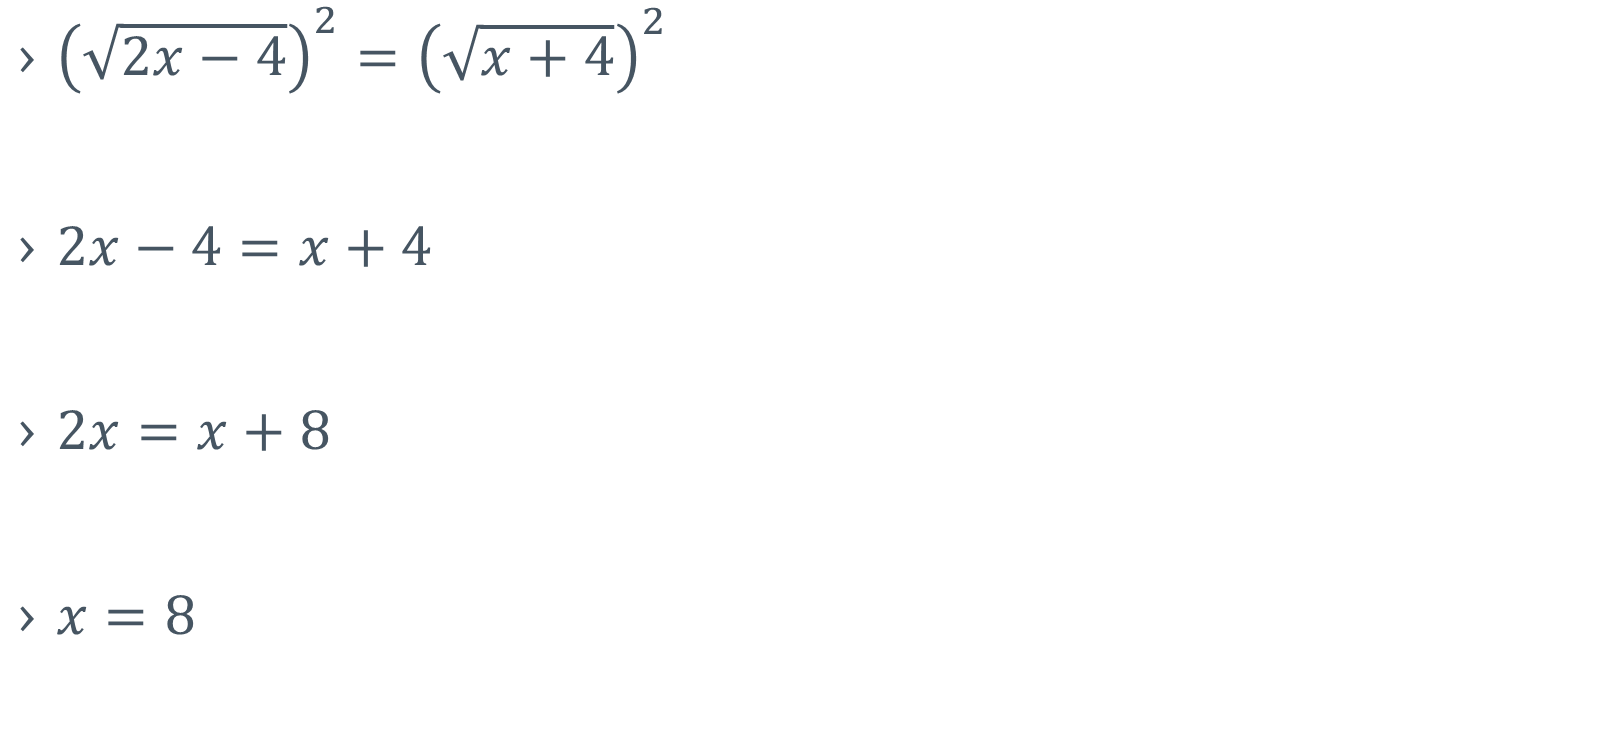 › (√(2𝑥 − 4))² = (√(𝑥 + 4))²
› 2𝑥 − 4 = 𝑥 + 4
› 2𝑥 = 𝑥 + 8
› 𝑥 = 8